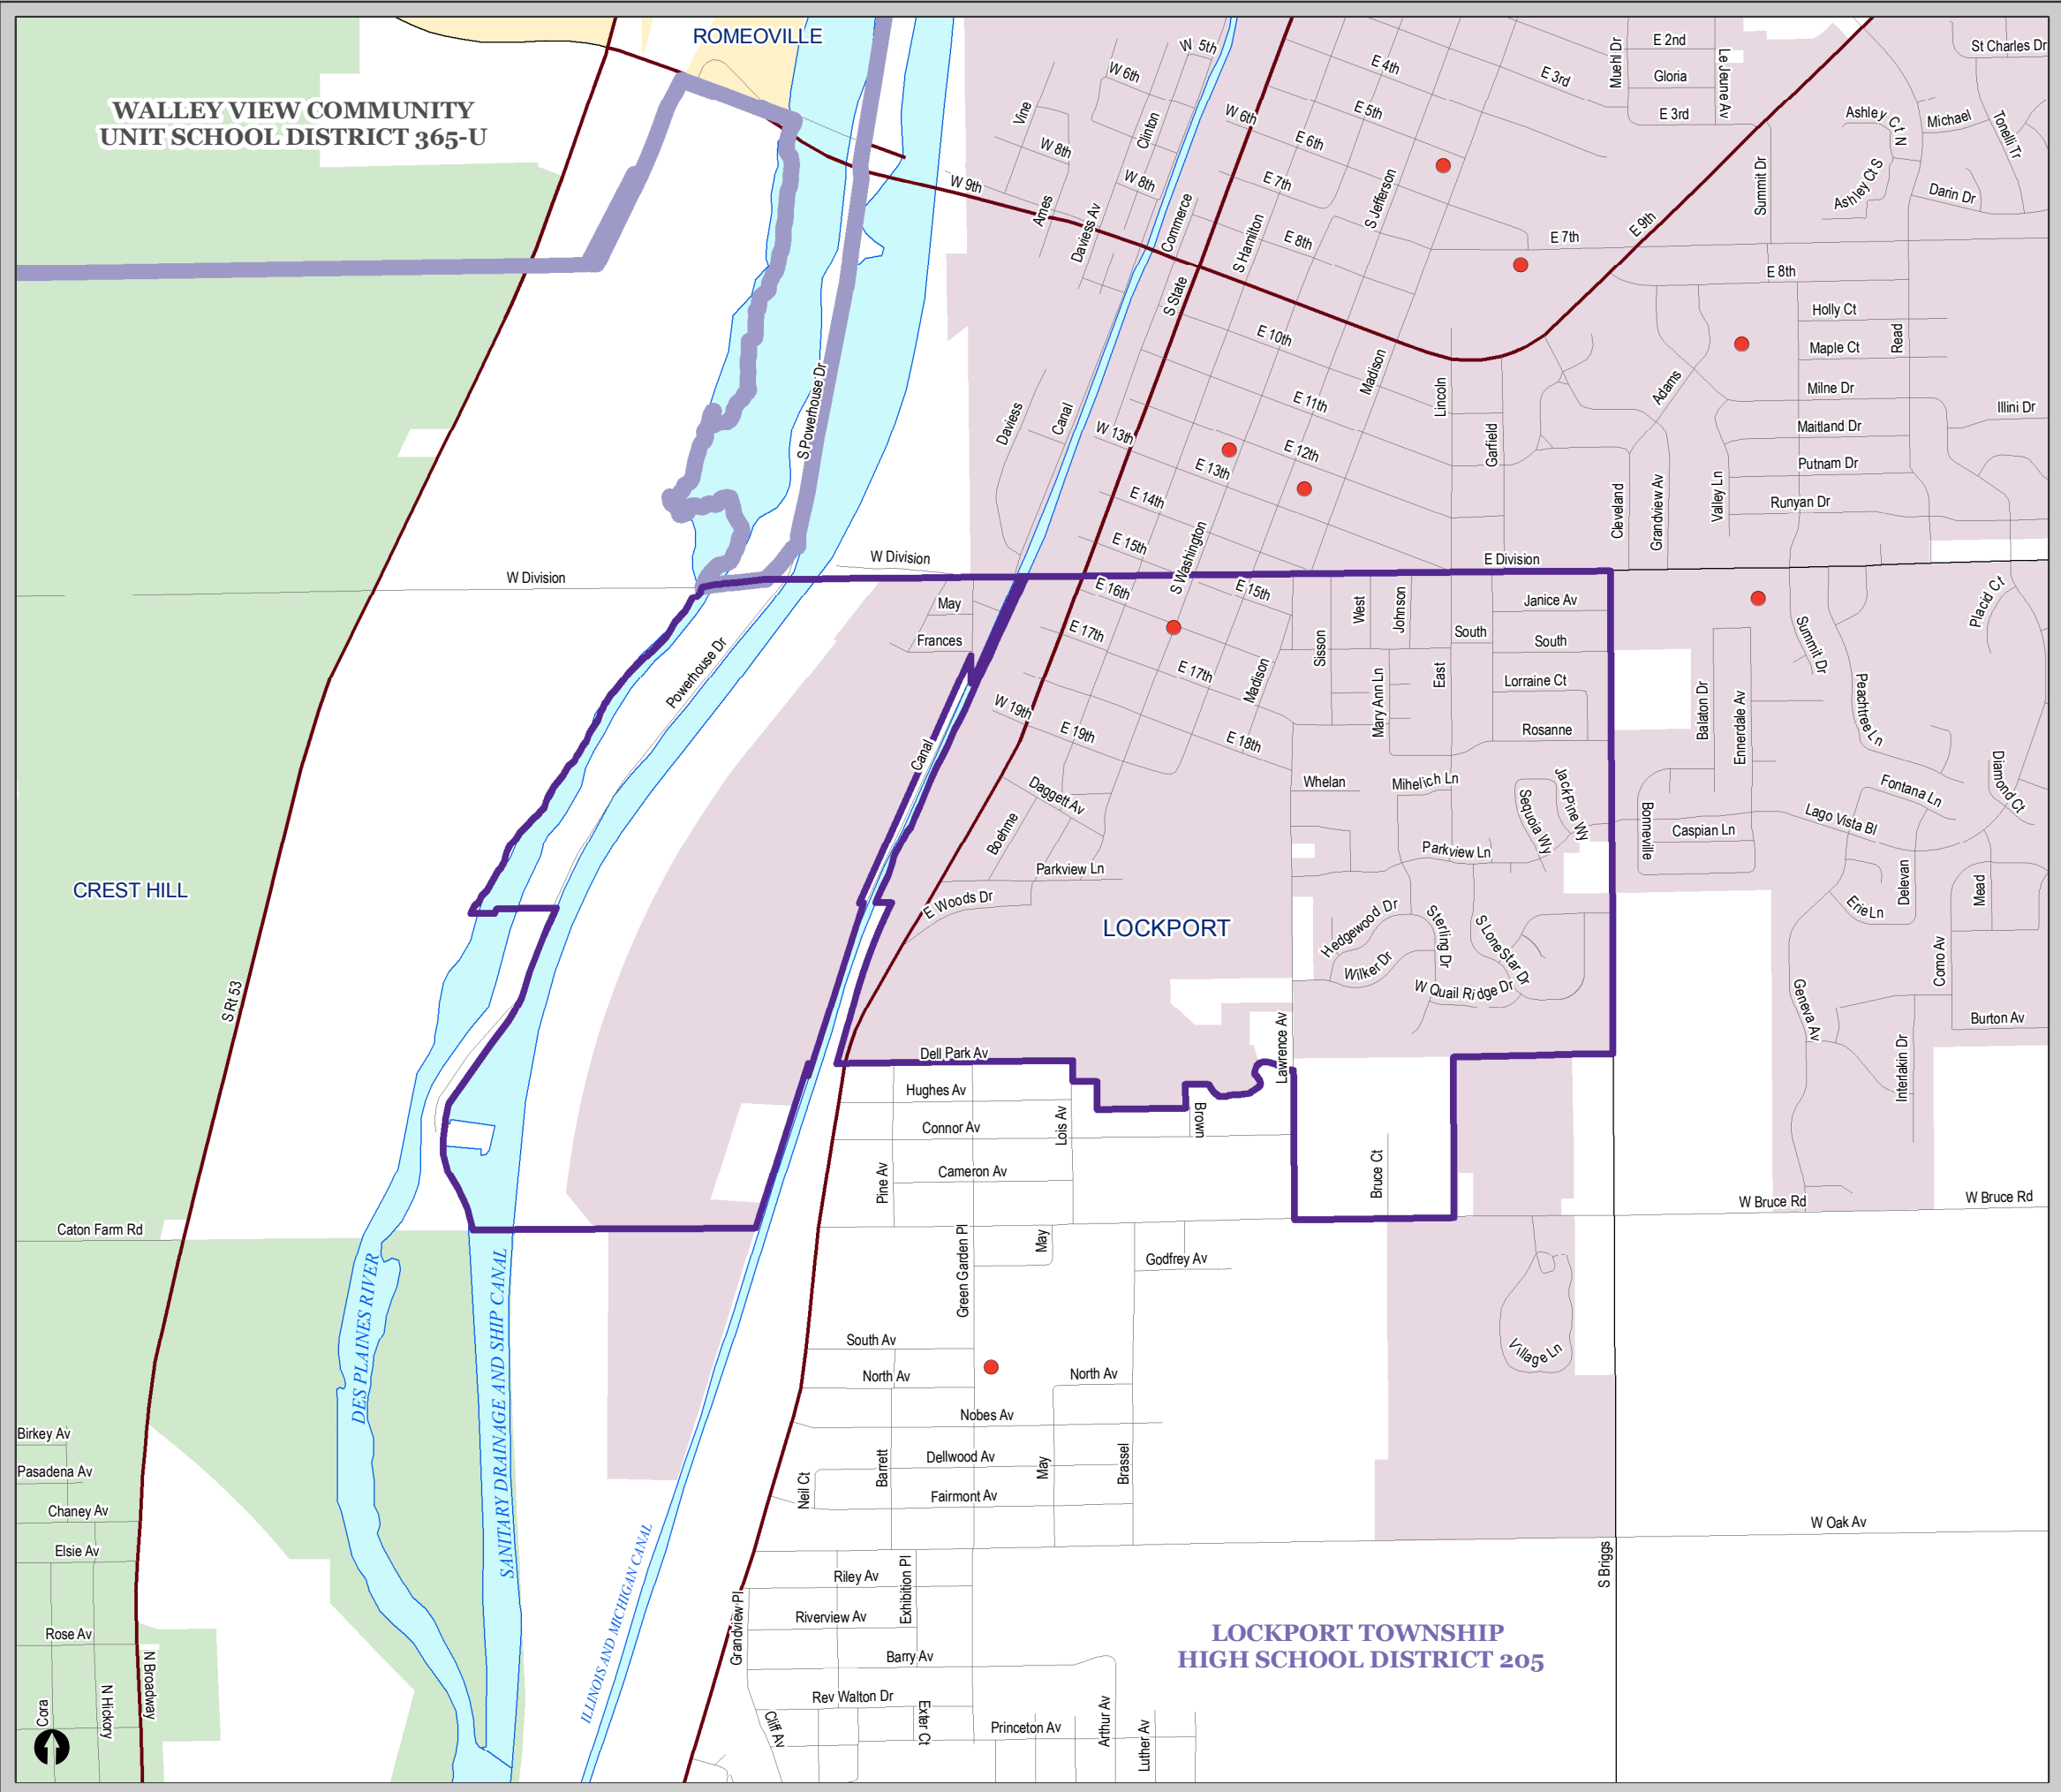 ROMEOVILLE
WALLEY VIEW COMMUNITY
UNIT SCHOOL DISTRICT 365-U
W 5th
W 6th
Vine
Clinton
W 8th
W 8th
Ames
Daviess Av
W 9th
Commerce
W 6th
E 4th
E 5th
E 3rd
E 6th
E 7th
S Jefferson
S Hamilton
E 8th
S State
Muehl Dr
E 2nd
Gloria
E 3rd
Le Jeune Av
St Charles Dr
Ashley Ct N
Michael
Tonelli Tr
Ashley Ct S
Summit Dr
Darin Dr
E 9th
E 7th
E 8th
Holly Ct
Maple Ct
Read
Milne Dr
Illini Dr
Maitland Dr
Putnam Dr
Runyan Dr
Adams
Valley Ln
Grandview Av
Cleveland
E 10th
Madison
Lincoln
Garfield
E 11th
E 12th
W 13th
E 13th
E 14th
E 15th
S Washington
Daviess
Canal
S Powerhouse Dr
W Division
W Division
E Division
May
Frances
E 16th
E 15th
E 17th
E 17th
Madison
W 19th
E 19th
E 18th
Sisson
West
Johnson
Mary Ann Ln
East
South
Janice Av
South
Lorraine Ct
Rosanne
Placid Ct
Summit Dr
Peachtree Ln
Balaton Dr
Ennerdale Av
Diamond Ct
Fontana Ln
Lago Vista Bl
Bonneville
Caspian Ln
Powerhouse Dr
Canal
Daggett Av
Boehme
Parkview Ln
E Woods Dr
Whelan
Mihelich Ln
Sequoia Wy
JackPine Wy
Parkview Ln
Hedgewood Dr
Wilker Dr
Sterling Dr
S LoneStar Dr
W Quail Ridge Dr
Erie Ln
Delevan
Mead
Como Av
Geneva Av
Burton Av
Interlakin Dr
CREST HILL
LOCKPORT
S Rt 53
Lawrence Av
Dell Park Av
Hughes Av
Connor Av
Lois Av
Brown
Cameron Av
Pine Av
Bruce Ct
W Bruce Rd
W Bruce Rd
Caton Farm Rd
Green Garden Pl
May
Godfrey Av
DES PLAINES RIVER
SANITARY DRAINAGE AND SHIP CANAL
ILLINOIS AND MICHIGAN CANAL
Village Ln
South Av
North Av
North Av
Nobes Av
Barrett
Dellwood Av
May
Brassel
Neil Ct
Fairmont Av
W Oak Av
S Briggs
Birkey Av
Pasadena Av
Chaney Av
Elsie Av
Rose Av
N Broadway
N Hickory
Cora
Grandview Pl
Riley Av
Exhibition Pl
Riverview Av
Barry Av
Rev Walton Dr
Cliff Av
Exter Ct
Princeton Av
Arthur Av
Luther Av
LOCKPORT TOWNSHIP
HIGH SCHOOL DISTRICT 205